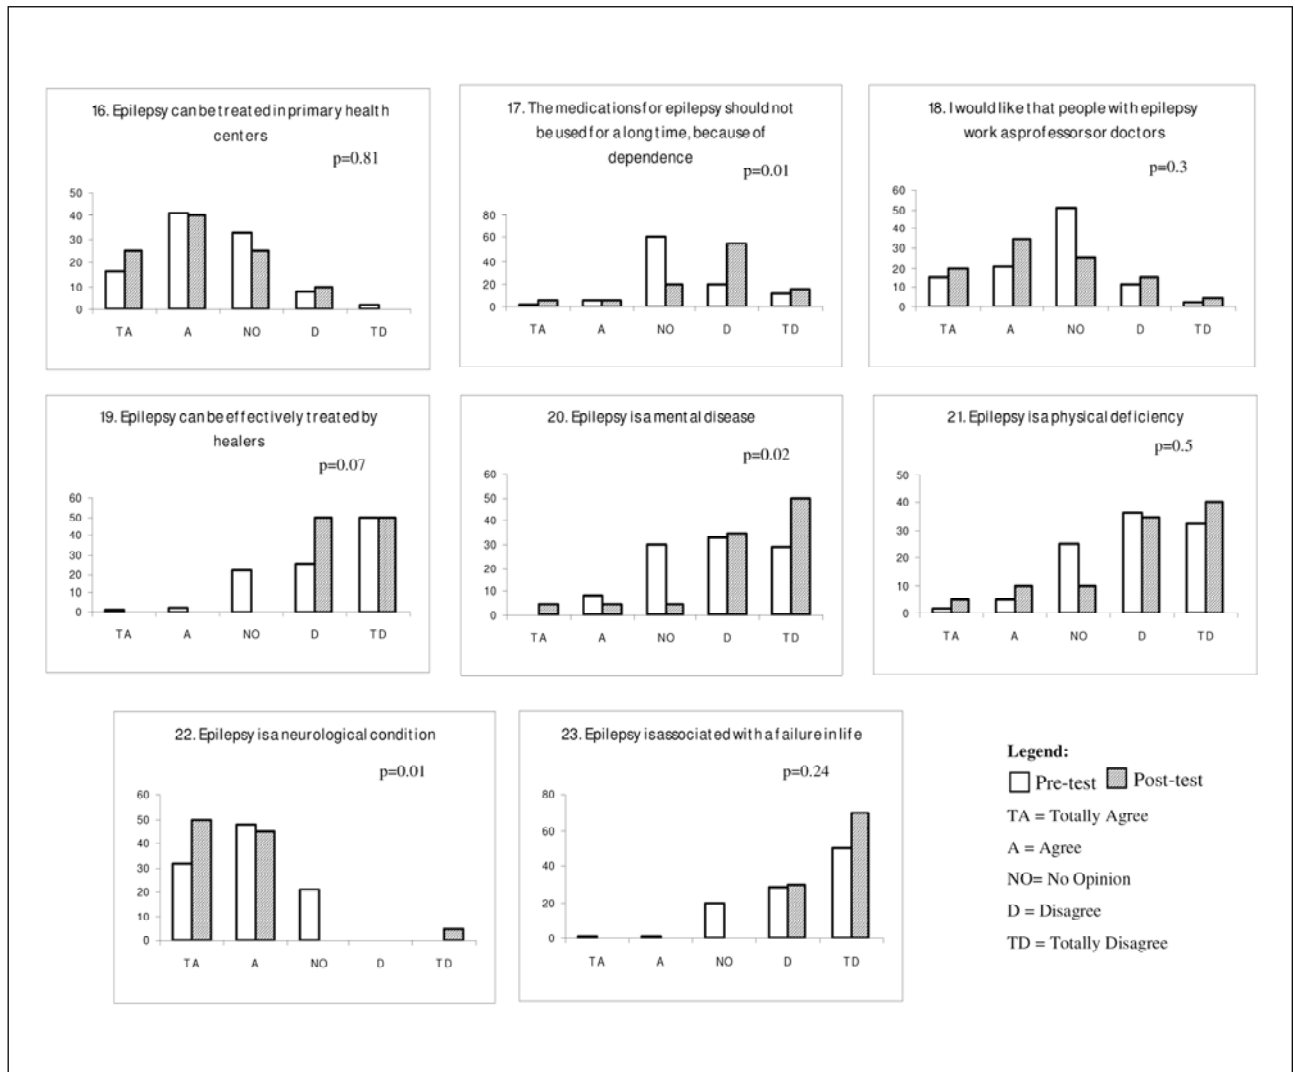 16. Epilepsy can be treated in primary health
centers
p=0.81
50
40
30
20
10
0
TA A NO D TD
17. The medications for epilepsy should not
be used for a long time, because of
dependence
p=0.01
80
60
40
20
0
TA A NO D TD
18. I would like that people with epilepsy
work as professors or doctors
p=0.3
60
50
40
30
20
10
0
TA A NO D TD
19. Epilepsy can be effectively treated by
healers
p=0.07
60
50
40
30
20
10
0
TA A NO D TD
20. Epilepsy is a mental disease
p=0.02
60
50
40
30
20
10
0
TA A NO D TD
21. Epilepsy is a physical deficiency
p=0.5
50
40
30
20
10
0
TA A NO D TD
22. Epilepsy is a neurological condition
p=0.01
60
50
40
30
20
10
0
TA A NO D TD
23. Epilepsy is associated with a failure in life
p=0.24
80
60
40
20
0
TA A NO D TD
Legend:
Pre-test Post-test
TA = Totally Agree
A = Agree
NO= No Opinion
D = Disagree
TD = Totally Disagree